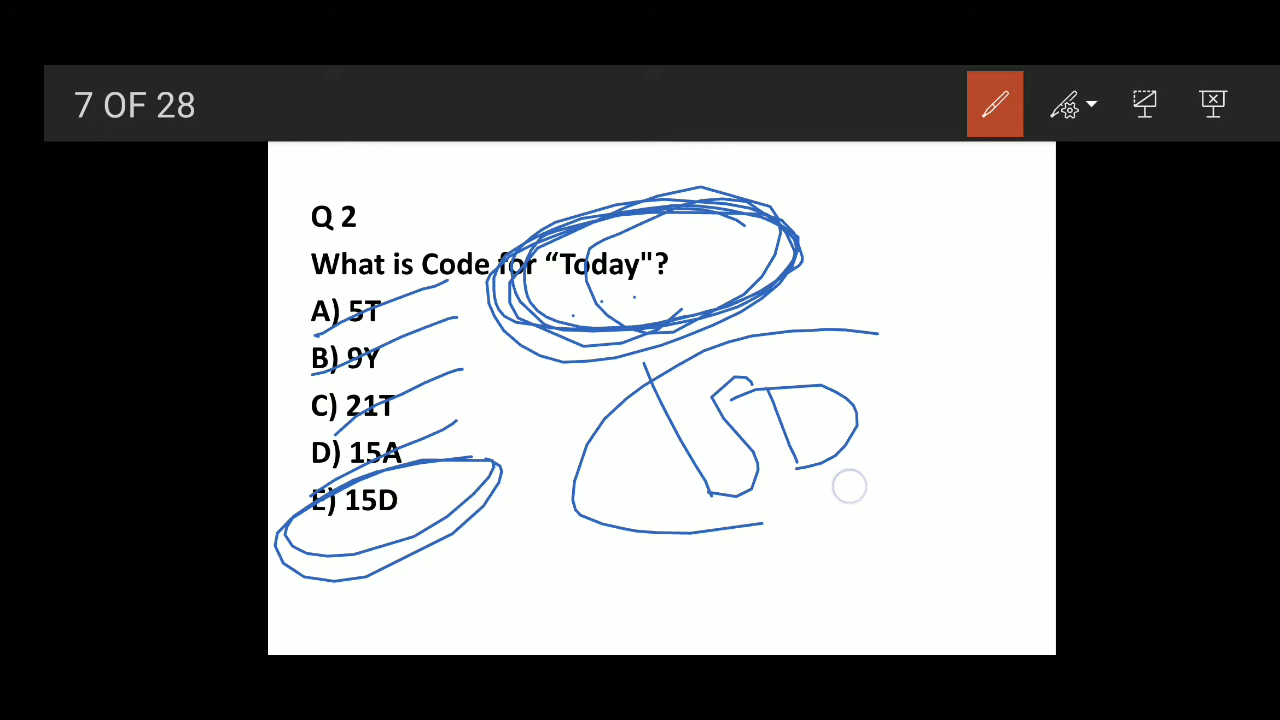 7 OF 28
Q 2
What is Code for “Today"?
A) 5T
B) 9Y
C) 21T
D) 15A
E) 15D
15D